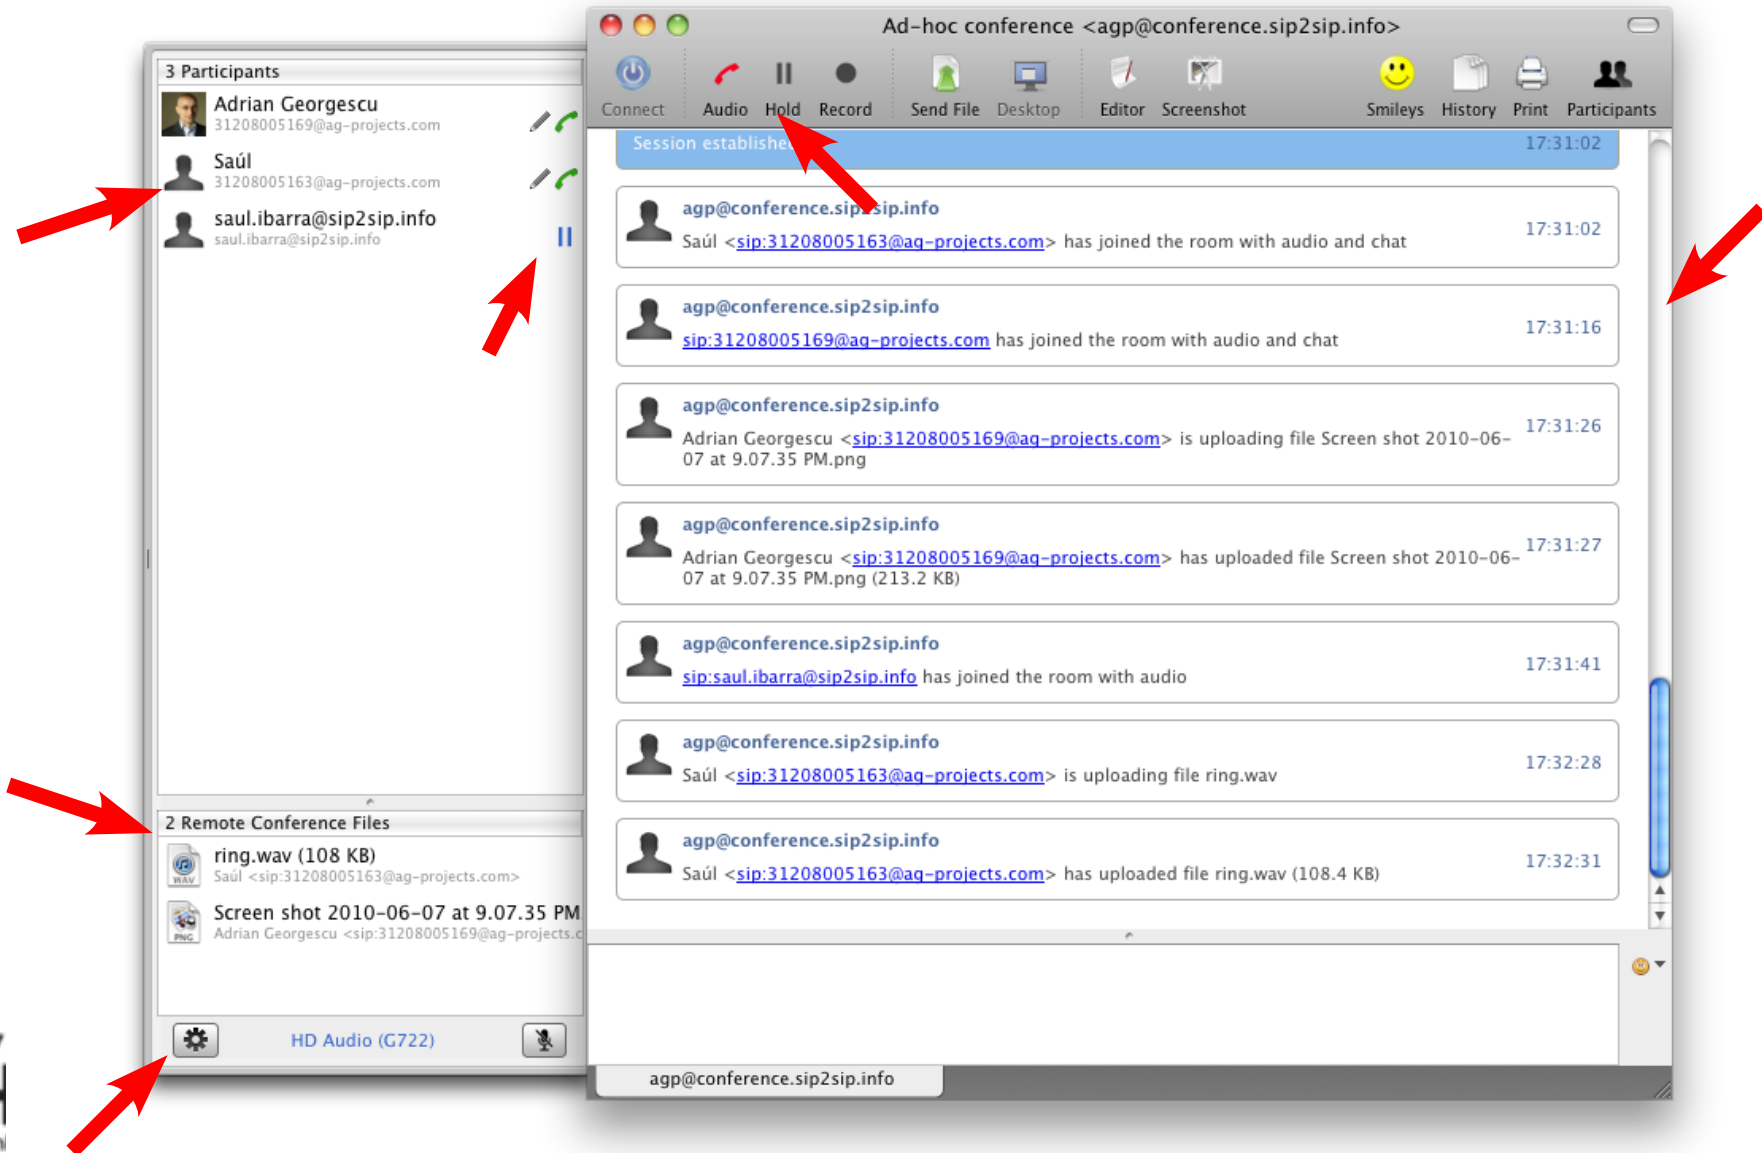 3 Participants
Adrian Georgescu
31208005169@ag-projects.com
Saúl
31208005163@ag-projects.com
saul.ibarra@sip2sip.info
saul.ibarra@sip2sip.info
2 Remote Conference Files
ring.wav (108 KB)
Saúl <sip:31208005163@ag-projects.com>
WAV
Screen shot 2010-06-07 at 9.07.35 PM
Adrian Georgescu <sip:31208005169@ag-projects.c
PNG
HD Audio (G722)
Ad-hoc conference <agp@conference.sip2sip.info>
Connect Audio Hold Record Send File Desktop Editor Screenshot Smileys History Print Participants
Session established 17:31:02
agp@conference.sip2sip.info
Saúl <sip:31208005163@ag-projects.com> has joined the room with audio and chat 17:31:02
agp@conference.sip2sip.info
sip:31208005169@ag-projects.com has joined the room with audio and chat 17:31:16
agp@conference.sip2sip.info
Adrian Georgescu <sip:31208005169@ag-projects.com> is uploading file Screen shot 2010-06- 17:31:26
07 at 9.07.35 PM.png
agp@conference.sip2sip.info
Adrian Georgescu <sip:31208005169@ag-projects.com> has uploaded file Screen shot 2010-06- 17:31:27
07 at 9.07.35 PM.png (213.2 KB)
agp@conference.sip2sip.info
sip:saul.ibarra@sip2sip.info has joined the room with audio 17:31:41
agp@conference.sip2sip.info
Saúl <sip:31208005163@ag-projects.com> is uploading file ring.wav 17:32:28
agp@conference.sip2sip.info
Saúl <sip:31208005163@ag-projects.com> has uploaded file ring.wav (108.4 KB) 17:32:31
agp@conference.sip2sip.info